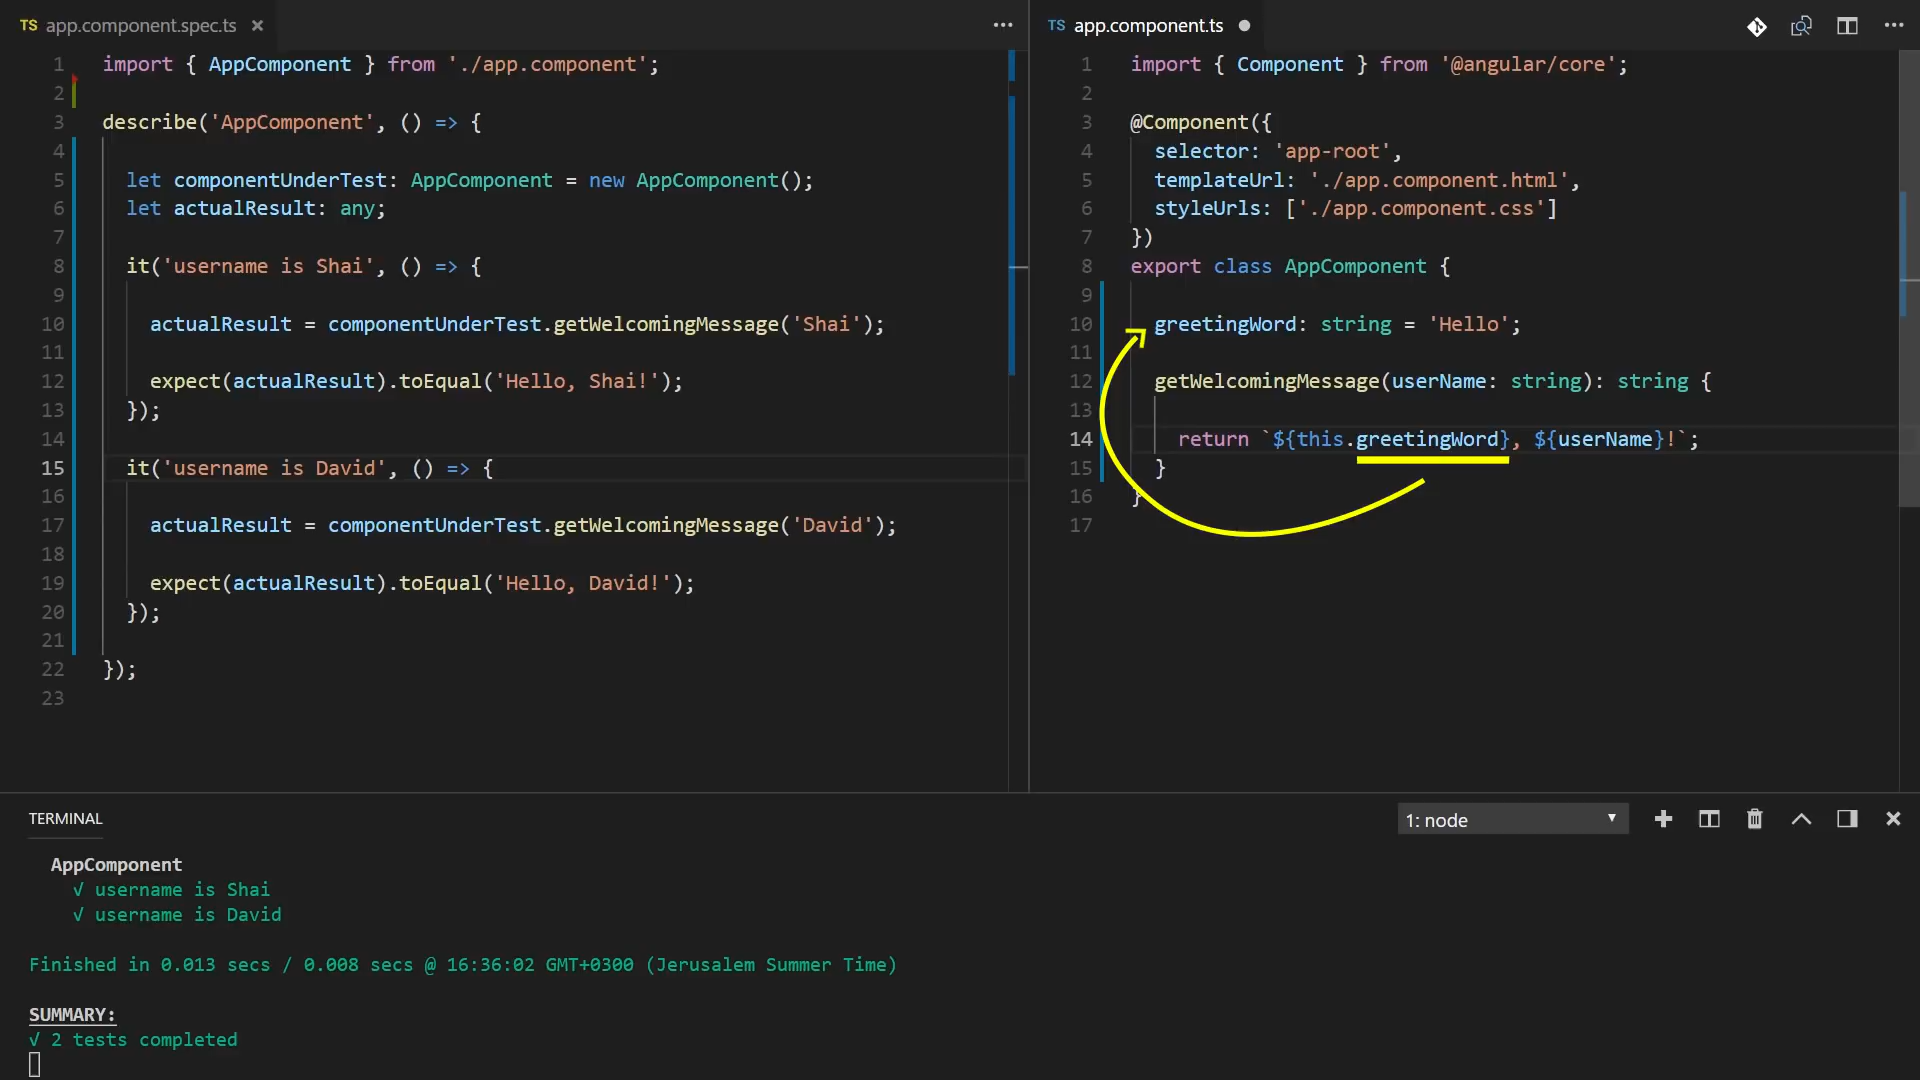 TS app.component.spec.ts
1 import { AppComponent } from './app.component';
2
3 describe('AppComponent', () => {
4
5 let componentUnderTest: AppComponent = new AppComponent();
6 let actualResult: any;
7
8 it('username is Shai', () => {
9
10 actualResult = componentUnderTest.getWelcomingMessage('Shai');
11
12 expect(actualResult).toEqual('Hello, Shai!');
13 });
14
15 it('username is David', () => {
16
17 actualResult = componentUnderTest.getWelcomingMessage('David');
18
19 expect(actualResult).toEqual('Hello, David!');
20 });
21
22 });
23
TS app.component.ts
1 import { Component } from '@angular/core';
2
3 @Component({
4 selector: 'app-root',
5 templateUrl: './app.component.html',
6 styleUrls: ['./app.component.css']
7 })
8 export class AppComponent {
9
10 greetingWord: string = 'Hello';
11
12 getWelcomingMessage(userName: string): string {
13
14 return `${this.greetingWord}, ${userName}!`;
15 }
16 }
17
TERMINAL
1: node
AppComponent
√ username is Shai
√ username is David
Finished in 0.013 secs / 0.008 secs @ 16:36:02 GMT+0300 (Jerusalem Summer Time)
SUMMARY:
√ 2 tests completed